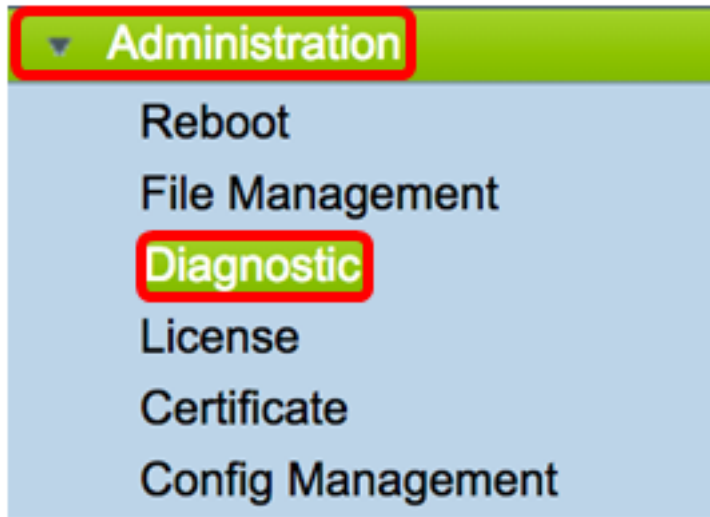 Administration
Reboot
File Management
Diagnostic
License
Certificate
Config Management